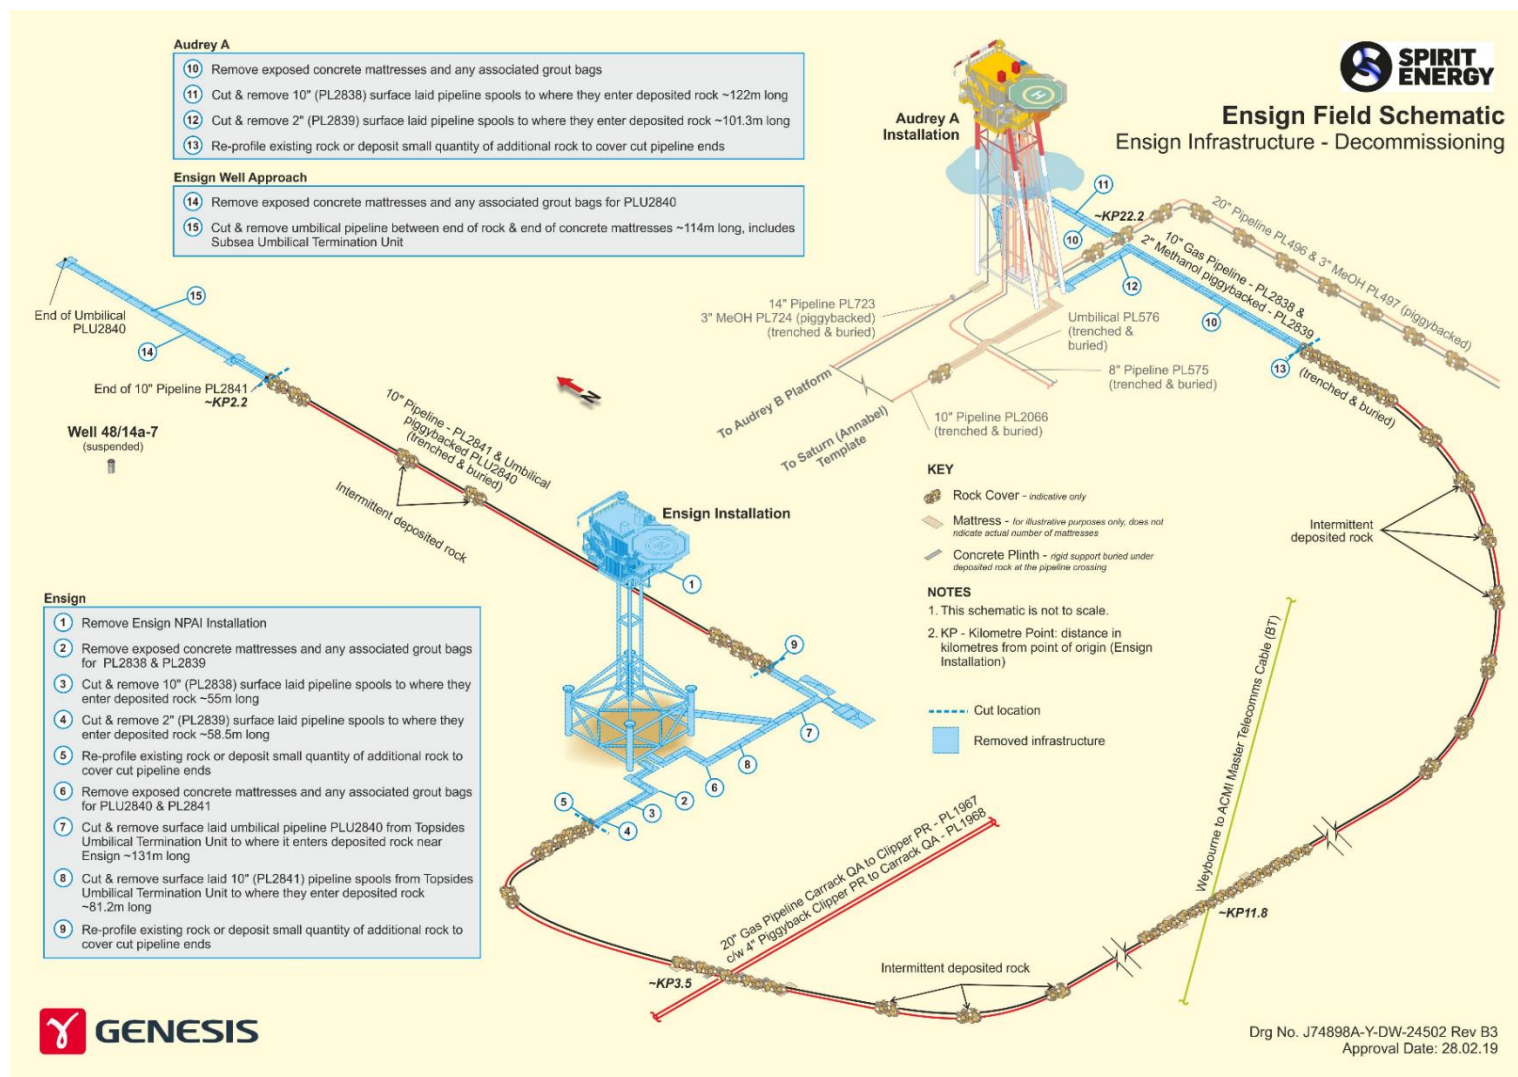 Audrey A
10 Remove exposed concrete mattresses and any associated grout bags
11 Cut & remove 10" (PL2838) surface laid pipeline spools to where they enter deposited rock ~122m long
12 Cut & remove 2" (PL2839) surface laid pipeline spools to where they enter deposited rock ~101.3m long
13 Re-profile existing rock or deposit small quantity of additional rock to cover cut pipeline ends
Ensign Well Approach
14 Remove exposed concrete mattresses and any associated grout bags for PLU2840
15 Cut & remove umbilical pipeline between end of rock & end of concrete mattresses ~114m long, includes
Subsea Umbilical Termination Unit
SPIRIT
ENERGY
Ensign Field Schematic
Ensign Infrastructure - Decommissioning
Audrey A
Installation
H
11
~KP22.2
10
12
10
13
20" Pipeline PL496 & 3" MeOH PL497 (piggybacked)
10" Gas Pipeline - PL2838 &
2" Methanol piggybacked - PL2839
(trenched & buried)
14" Pipeline PL723
3" MeOH PL724 (piggybacked)
(trenched & buried)
Umbilical PL576
(trenched &
buried)
8" Pipeline PL575
(trenched & buried)
10" Pipeline PL2066
(trenched & buried)
To Audrey B Platform
To Saturn (Annabel)
Template
N
15
End of Umbilical
PLU2840
14
End of 10" Pipeline PL2841
~KP2.2
Well 48/14a-7
(suspended)
10" Pipeline - PL2841 & Umbilical
piggybacked PLU2840
(trenched & buried)
Intermittent deposited rock
Ensign Installation
1
9
7
8
6
2
3
5
4
KEY
Rock Cover - indicative only
Mattress - for illustrative purposes only, does not
ndicate actual number of mattresses
Concrete Plinth - rigid support buried under
deposited rock at the pipeline crossing
NOTES
1. This schematic is not to scale.
2. KP - Kilometre Point: distance in
kilometres from point of origin (Ensign
Installation)
Cut location
Removed infrastructure
Intermittent
deposited rock
Weybourne to ACMI Master Telecomms Cable (BT)
~KP11.8
20" Gas Pipeline Carrack QA to Clipper PR - PL1967
c/w 4" Piggyback Clipper PR to Carrack QA - PL1968
~KP3.5
Intermittent deposited rock
Ensign
1 Remove Ensign NPAI Installation
2 Remove exposed concrete mattresses and any associated grout bags
for PL2838 & PL2839
3 Cut & remove 10" (PL2838) surface laid pipeline spools to where they
enter deposited rock ~55m long
4 Cut & remove 2" (PL2839) surface laid pipeline spools to where they
enter deposited rock ~58.5m long
5 Re-profile existing rock or deposit small quantity of additional rock to
cover cut pipeline ends
6 Remove exposed concrete mattresses and any associated grout bags
for PLU2840 & PL2841
7 Cut & remove surface laid umbilical pipeline PLU2840 from Topsides
Umbilical Termination Unit to where it enters deposited rock near
Ensign ~131m long
8 Cut & remove surface laid 10" (PL2841) pipeline spools from Topsides
Umbilical Termination Unit to where they enter deposited rock
~81.2m long
9 Re-profile existing rock or deposit small quantity of additional rock to
cover cut pipeline ends
GENESIS
Drg No. J74898A-Y-DW-24502 Rev B3
Approval Date: 28.02.19